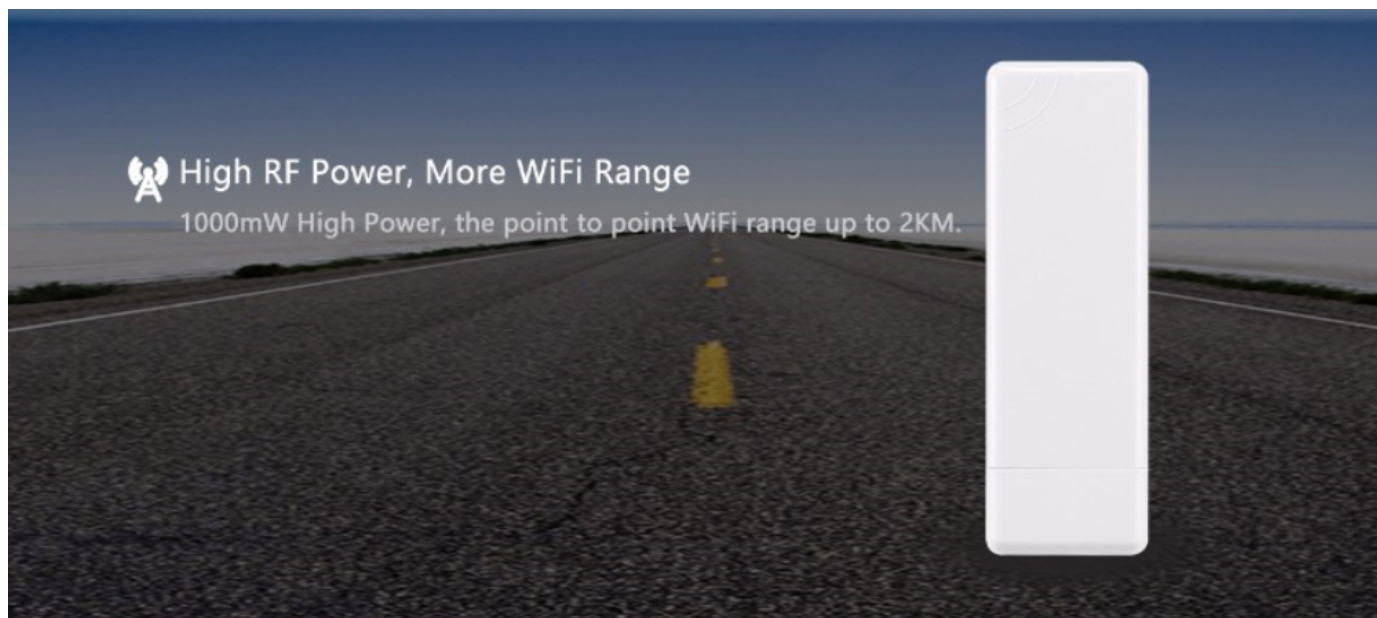 High RF Power, More WiFi Range
1000mW High Power, the point to point WiFi range up to 2KM.